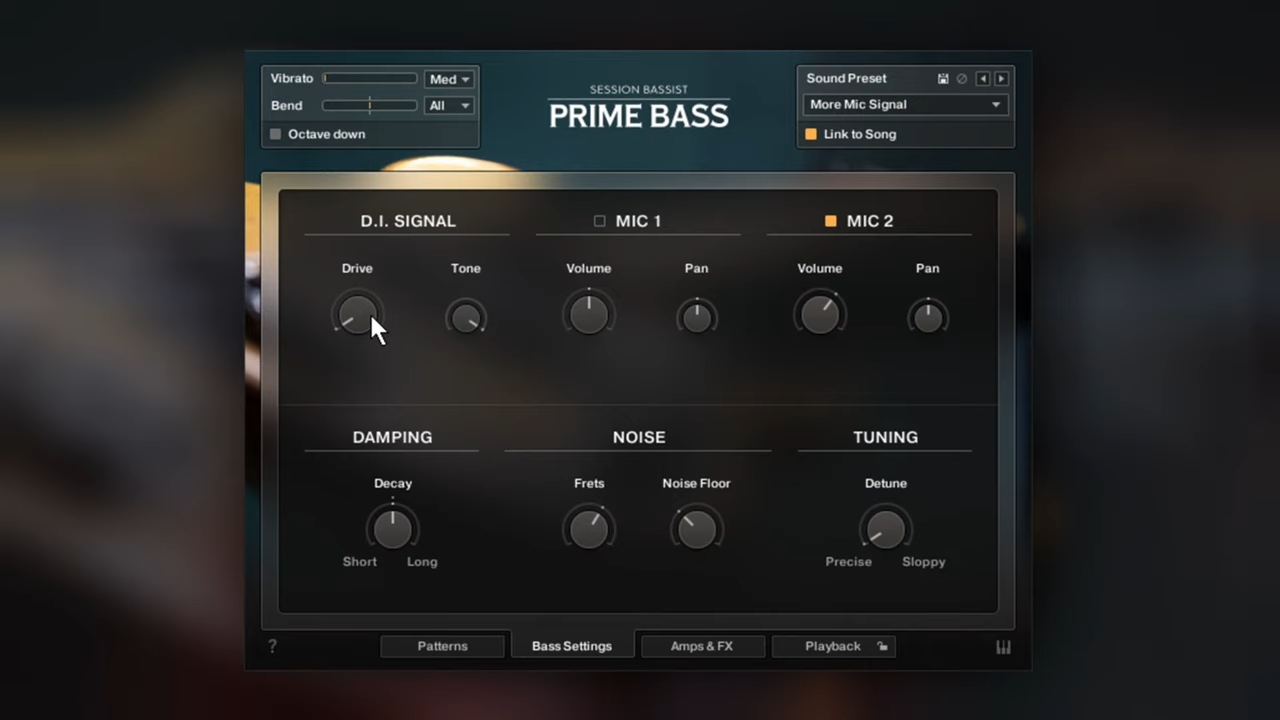 Vibrato Med
Bend All
Octave down
SESSION BASSIST
PRIME BASS
Sound Preset
More Mic Signal
Link to Song
D.I. SIGNAL MIC 1 MIC 2
Drive Tone Volume Pan Volume Pan
DAMPING NOISE TUNING
Decay Frets Noise Floor Detune
Short Long Precise Sloppy
? Patterns Bass Settings Amps & FX Playback